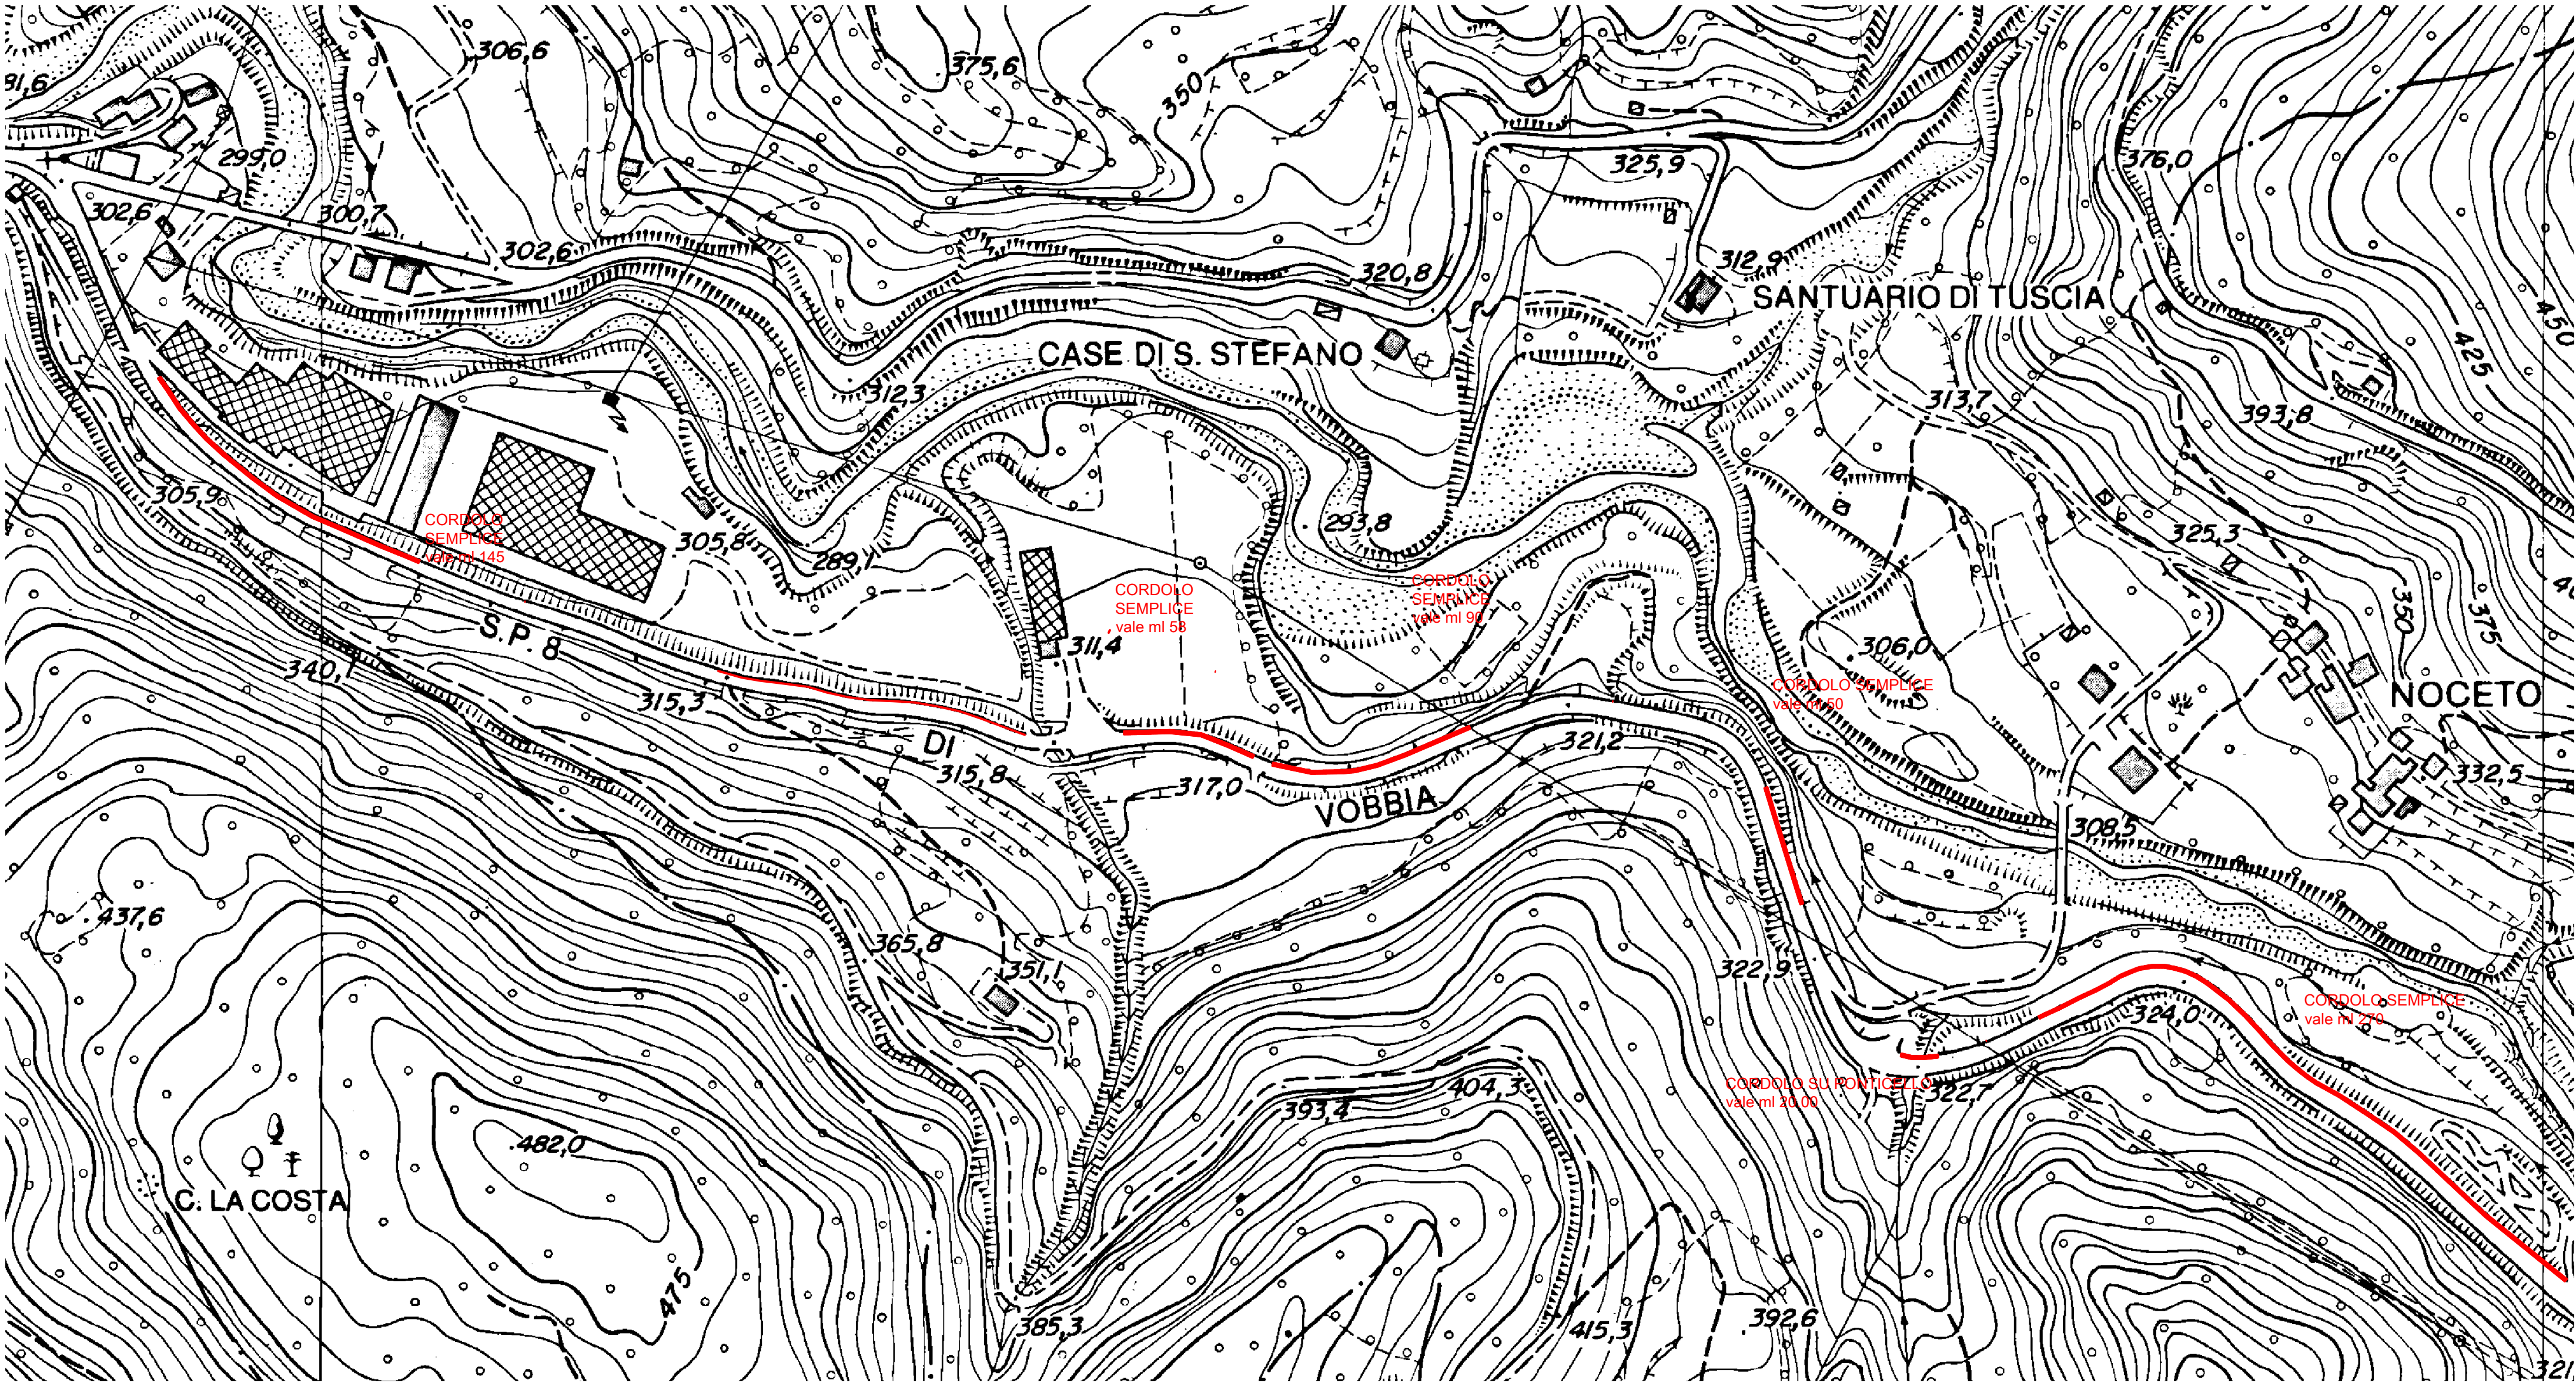 306,6
375,6
350
81,6
299,0
325,9
376,0
302,6
300,7
302,6
320,8
312,9
SANTUARIO DI TUSCIA
450
425
CASE DI S. STEFANO
312,3
313,7
393,8
305,9
CORDOLO
SEMPLICE
vale ml 145
305,8
289,1
293,8
325,3
CORDOLO
SEMPLICE
vale ml 58
CORDOLO
SEMPLICE
vale ml 90
350
375
S.P. 8
311,4
306,0
340,1
315,3
CORDOLO SEMPLICE
vale ml 50
NOCETO
DI
315,8
317,0
VOBBIA
321,2
332,5
308,5
437,6
365,8
351,1
322,9
324,0
CORDOLO SEMPLICE
vale ml 270
CORDOLO SU PONTICELLO
vale ml 20.00
322,7
393,4
404,3
482,0
C. LA COSTA
475
385,3
415,3
392,6
321,